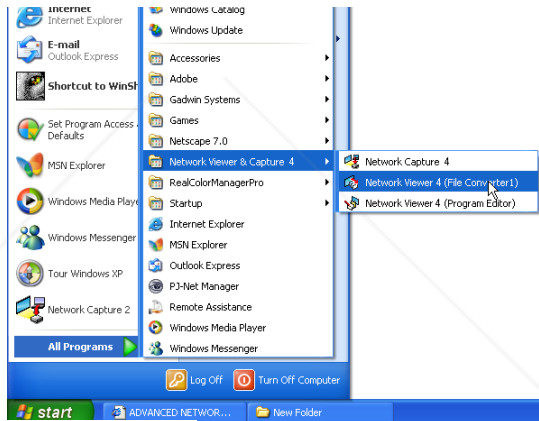 Internet
Internet Explorer
E-mail
Outlook Express
Shortcut to WinSh
Set Program Access
Defaults
MSN Explorer
Windows Media Playe
Windows Messenger
Tour Windows XP
Network Capture 2
All Programs
Windows Catalog
Windows Update
Accessories
Adobe
Gadwin Systems
Games
Netscape 7.0
Network Viewer & Capture 4
RealColorManagerPro
Startup
Internet Explorer
MSN Explorer
Outlook Express
PJ-Net Manager
Remote Assistance
Windows Media Player
Windows Messenger
Network Capture 4
Network Viewer 4 (File Converter1)
Network Viewer 4 (Program Editor)
Log Off
Turn Off Computer
start
ADVANCED NETWOR...
New Folder